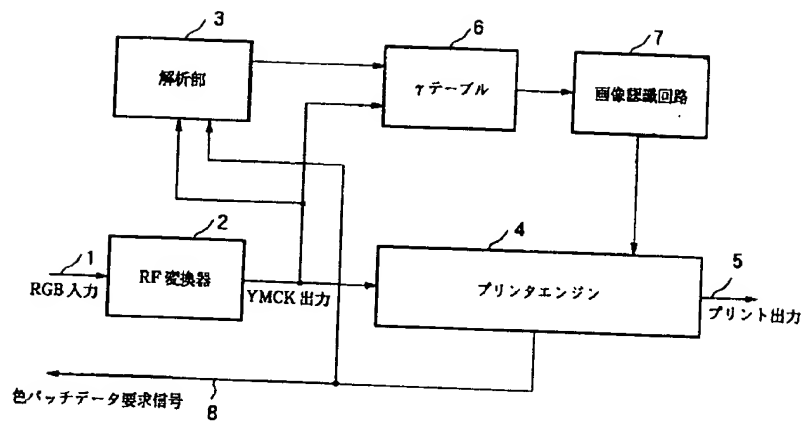 3
解析部
6
γテーブル
7
画像認識回路
1
RGB入力
2
RF変換器
YMCK出力
4
プリンタエンジン
5
プリント出力
色パッチデータ要求信号
8